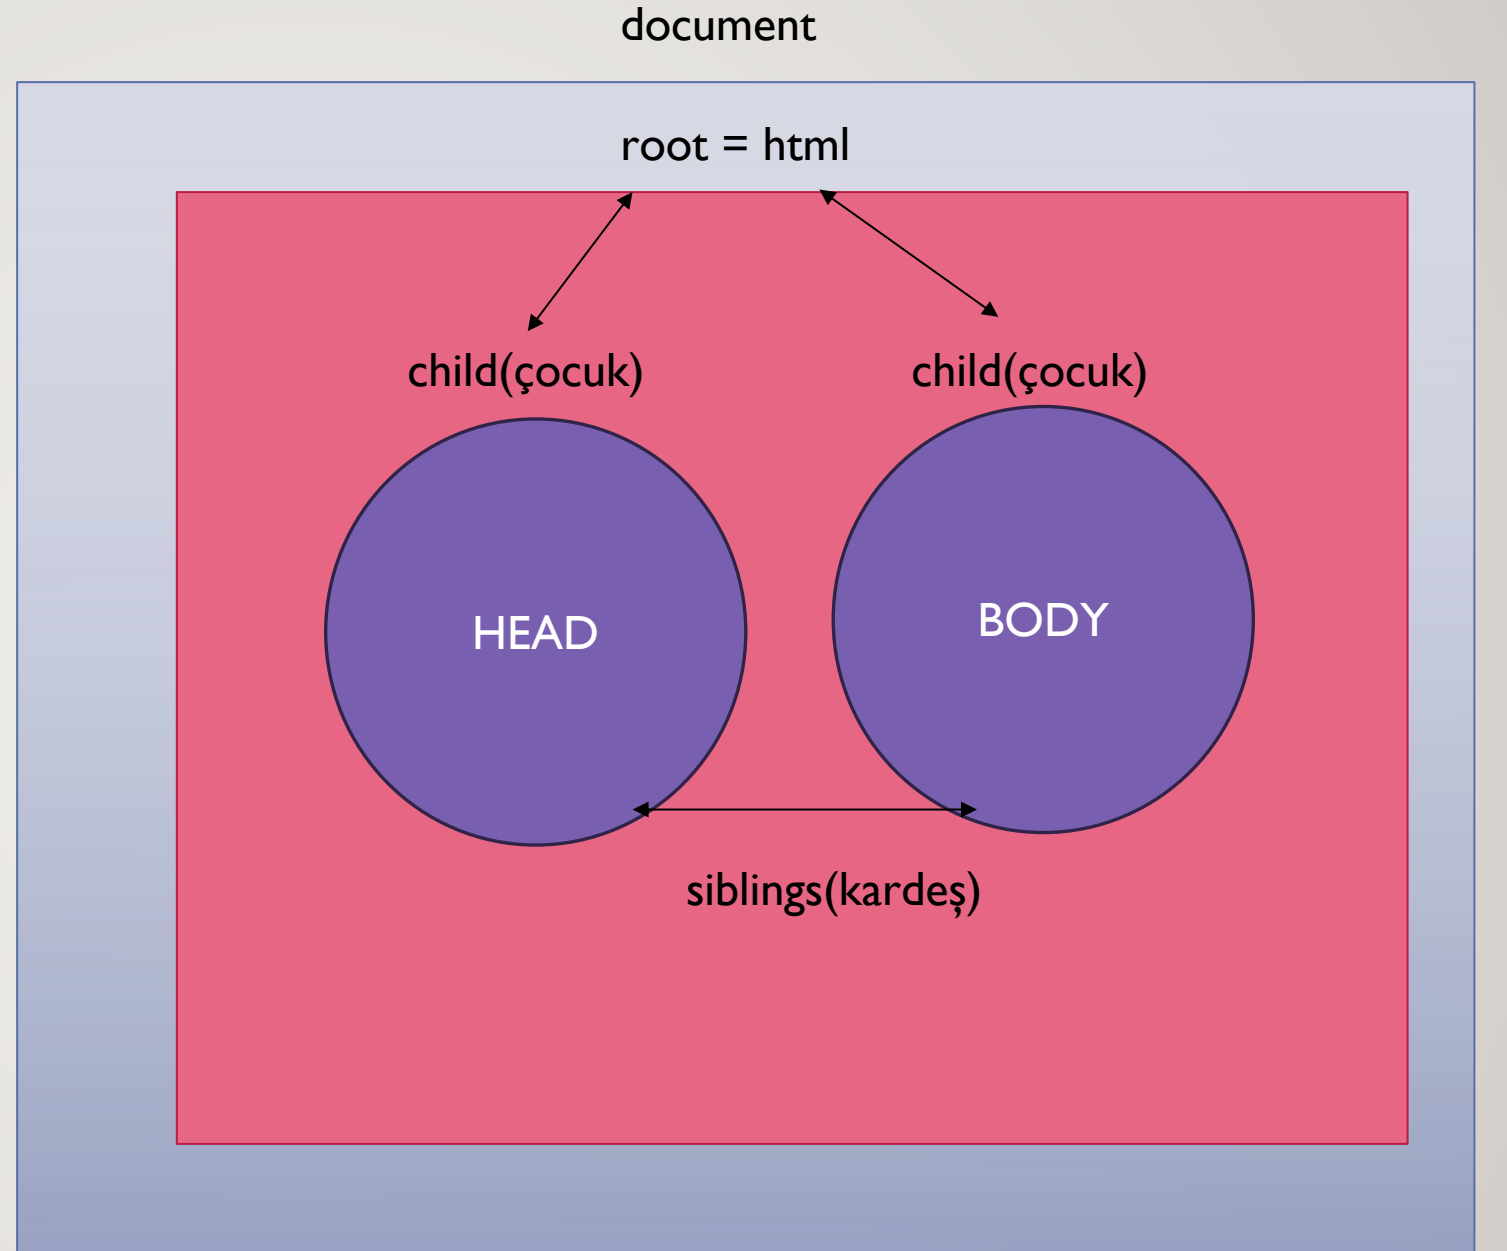 document
root = html
child(çocuk)
child(çocuk)
HEAD
BODY
siblings(kardeş)